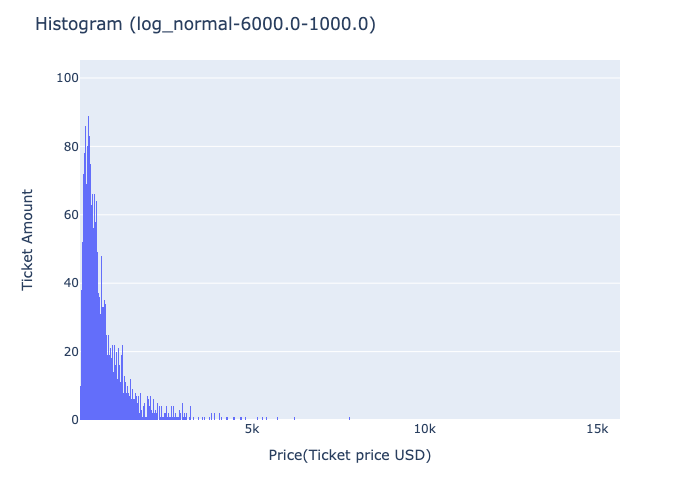 Histogram (log_normal-6000.0-1000.0)
100
80
60
40
20
0
Ticket Amount
5k
10k
15k
Price(Ticket price USD)